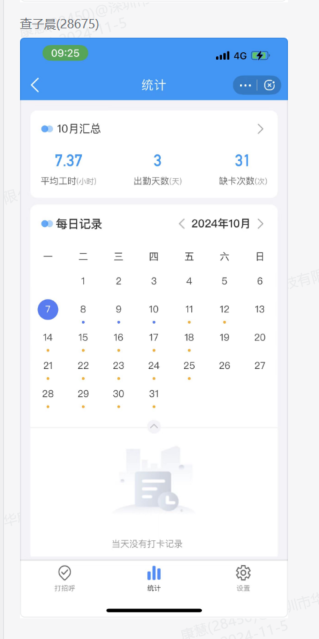 查子晨(28675)
09:25
4G
统计
10月汇总
7.37 3 31
平均工时(小时) 出勤天数(天) 缺卡次数(次)
每日记录 2024年10月
一 二 三 四 五 六 日
1 2 3 4 5 6
7 8 9 10 11 12 13
14 15 16 17 18 19 20
21 22 23 24 25 26 27
28 29 30 31
当天没有打卡记录
打招呼 统计 设置